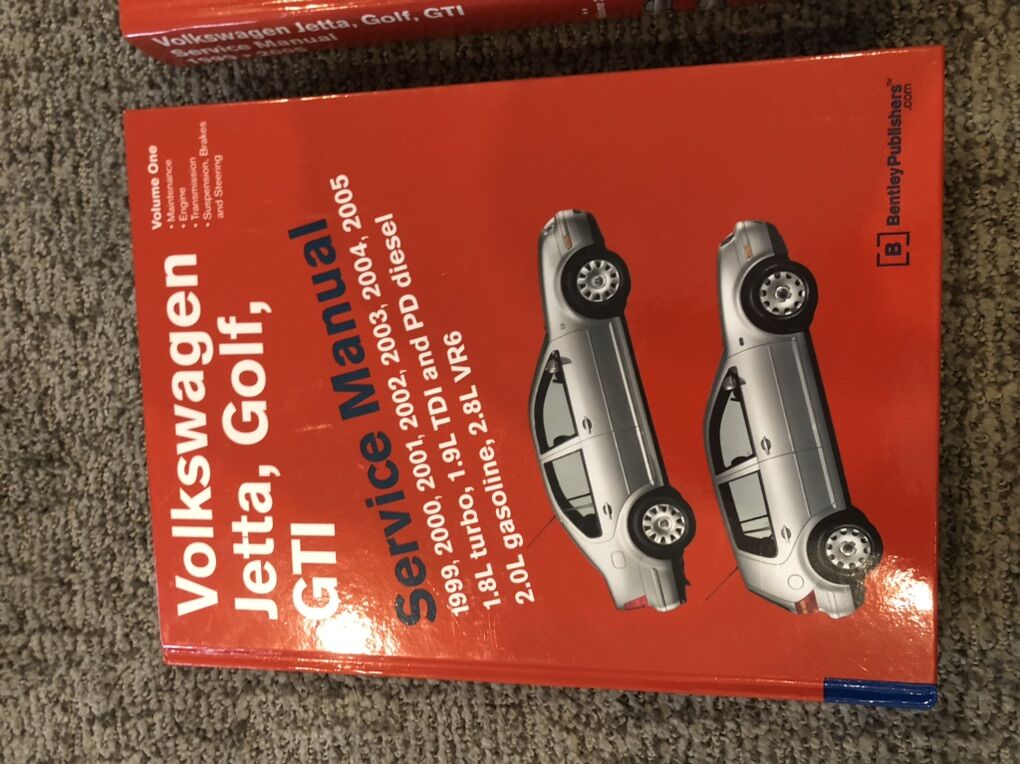 Volkswagen Jetta, Golf, GTI
Service Manual
Volume One
• Maintenance
• Engine
• Transmission
• Suspension, Brakes
and Steering
Volkswagen
Jetta, Golf,
GTI
Service Manual
1999, 2000, 2001, 2002, 2003, 2004, 2005
1.8L turbo, 1.9L TDI and PD diesel
2.0L gasoline, 2.8L VR6
[B] BentleyPublishers™
.com